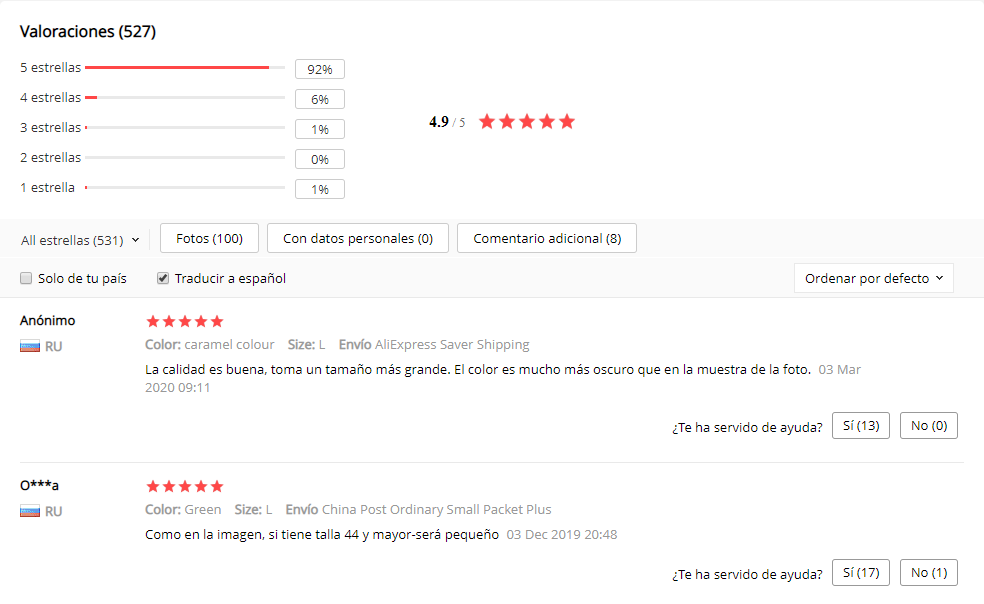 Valoraciones (527)
5 estrellas 92%
4 estrellas 6%
3 estrellas 1%
2 estrellas 0%
1 estrella 1%
4.9 / 5
All estrellas (531) Fotos (100) Con datos personales (0) Comentario adicional (8)
Solo de tu país Traducir a español Ordenar por defecto
Anónimo
RU
Color: caramel colour Size: L Envío AliExpress Saver Shipping
La calidad es buena, toma un tamaño más grande. El color es mucho más oscuro que en la muestra de la foto. 03 Mar
2020 09:11
¿Te ha servido de ayuda? Sí (13) No (0)
O***a
RU
Color: Green Size: L Envío China Post Ordinary Small Packet Plus
Como en la imagen, si tiene talla 44 y mayor-será pequeño 03 Dec 2019 20:48
¿Te ha servido de ayuda? Sí (17) No (1)